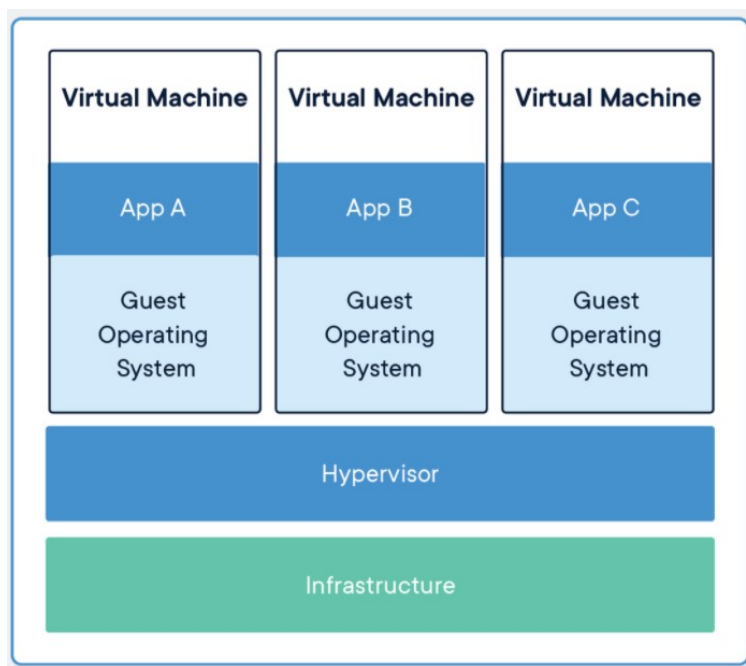 Virtual Machine
App A
Guest
Operating
System
Virtual Machine
App B
Guest
Operating
System
Virtual Machine
App C
Guest
Operating
System
Hypervisor
Infrastructure